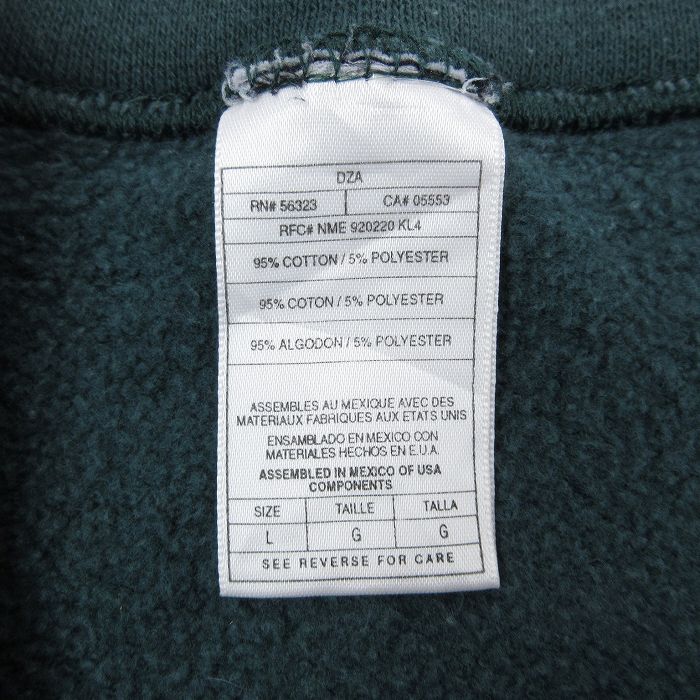 DZA
RN# 56323 CA# 05553
RFC# NME 920220 KL4
95% COTTON / 5% POLYESTER
95% COTON / 5% POLYESTER
95% ALGODON / 5% POLYESTER
ASSEMBLES AU MEXIQUE AVEC DES
MATERIAUX FABRIQUES AUX ETATS UNIS
ENSAMBLADO EN MEXICO CON
MATERIALES HECHOS EN E.U.A.
ASSEMBLED IN MEXICO OF USA
COMPONENTS
SIZE TAILLE TALLA
L G G
SEE REVERSE FOR CARE